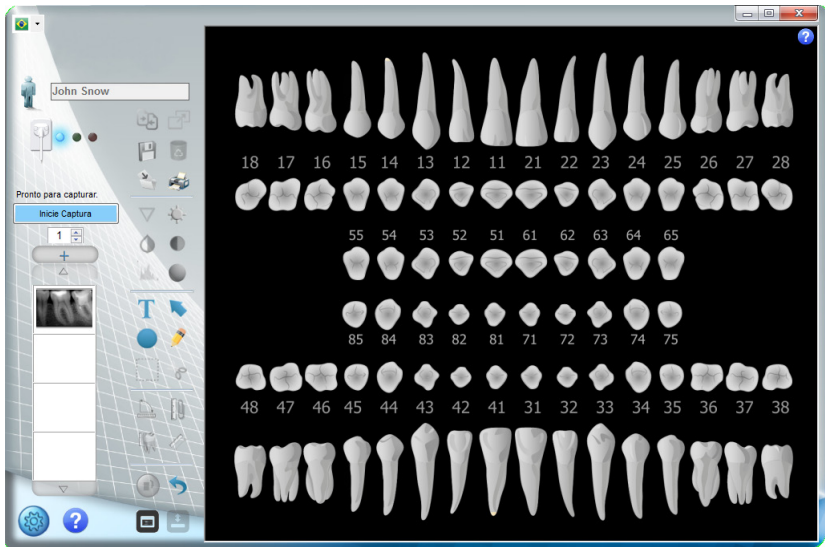 John Snow
Pronto para capturar.
Inicie Captura
1
T
18 17 16 15 14 13 12 11 21 22 23 24 25 26 27 28
55 54 53 52 51 61 62 63 64 65
85 84 83 82 81 71 72 73 74 75
48 47 46 45 44 43 42 41 31 32 33 34 35 36 37 38